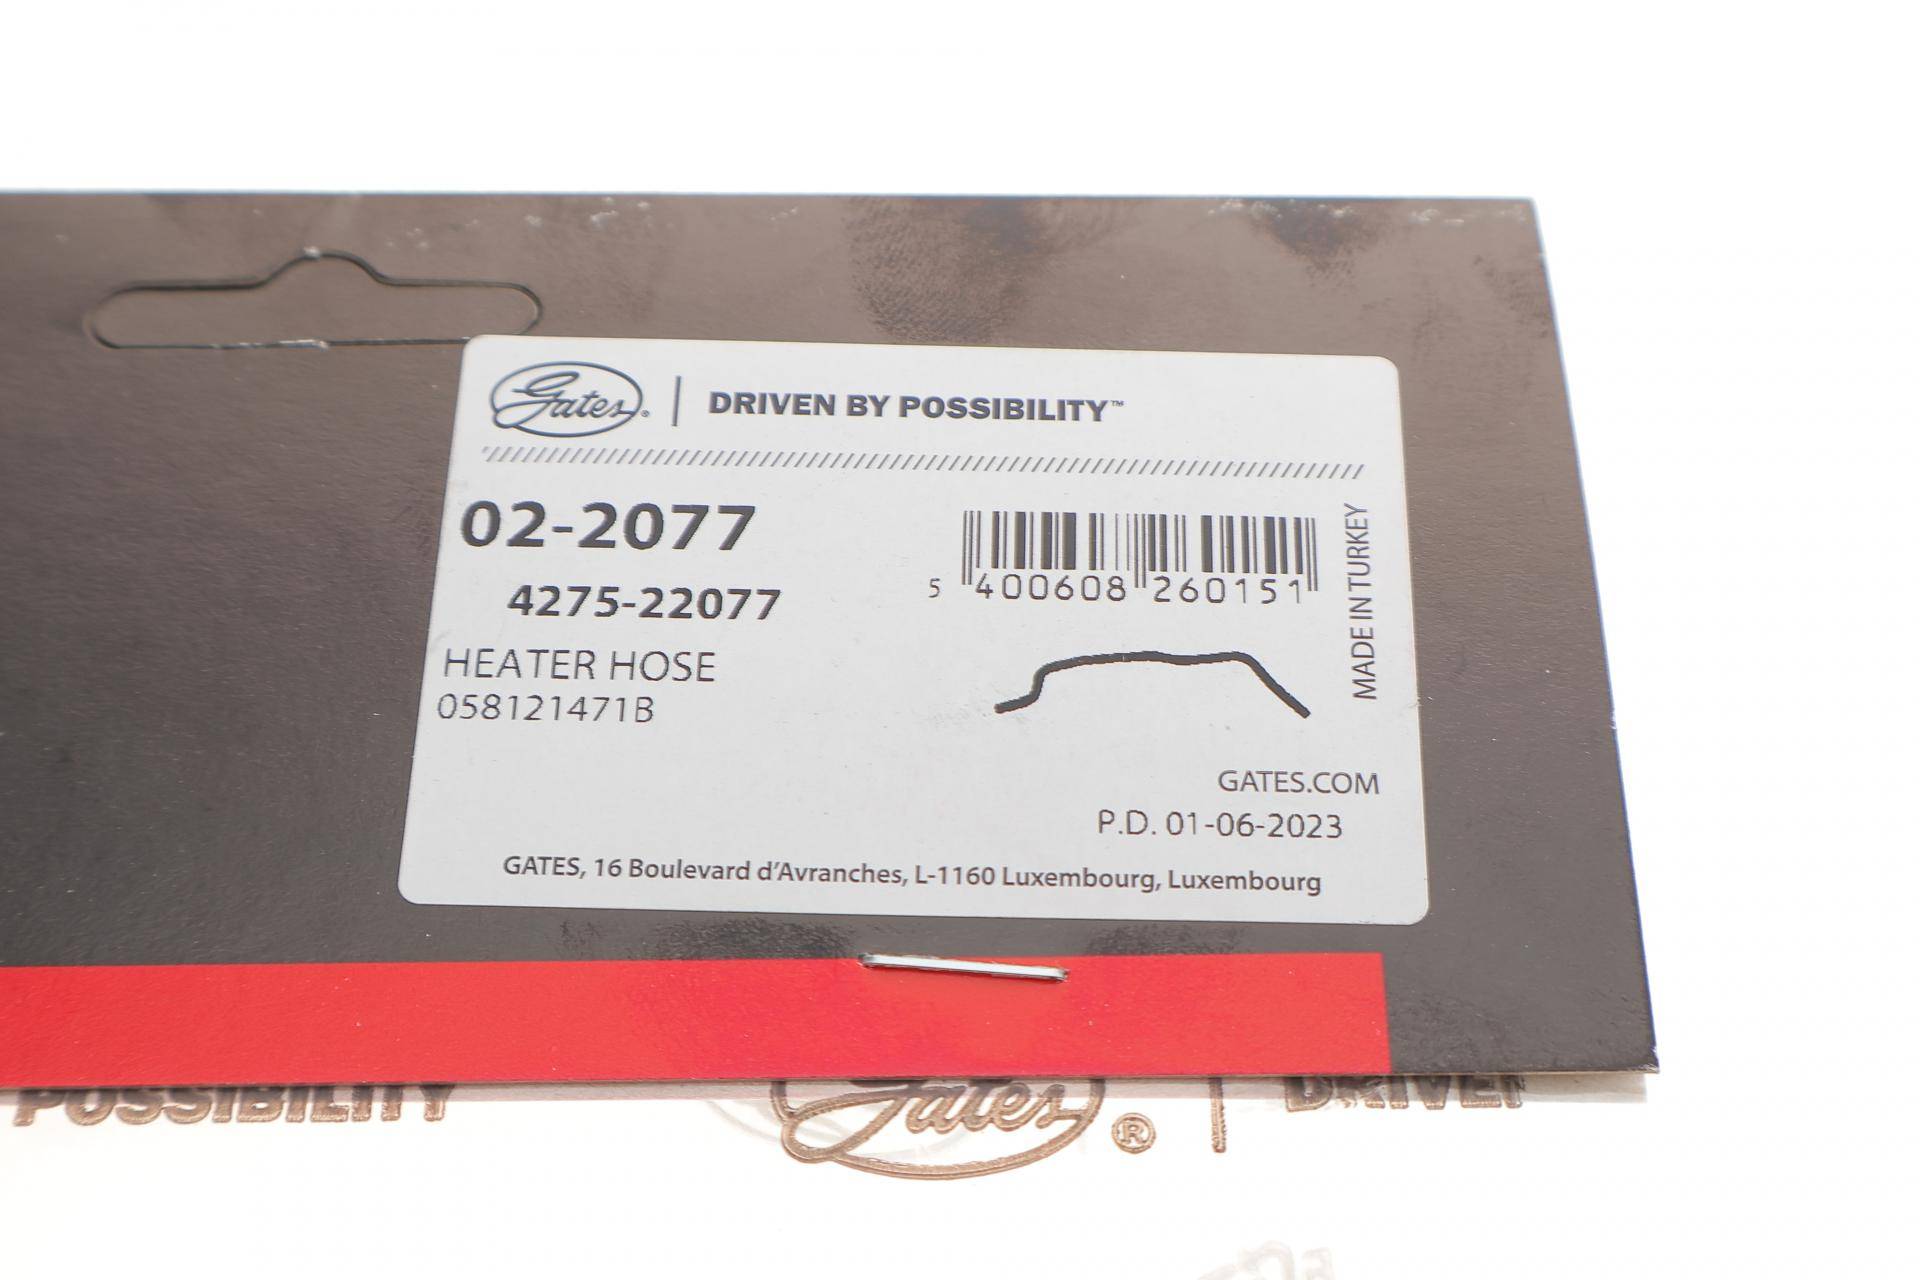 Gates® | DRIVEN BY POSSIBILITY™
02-2077
4275-22077
HEATER HOSE
058121471B
5 400608 260151
MADE IN TURKEY
GATES.COM
P.D. 01-06-2023
GATES, 16 Boulevard d'Avranches, L-1160 Luxembourg, Luxembourg
POSSIBILITY Gates® |